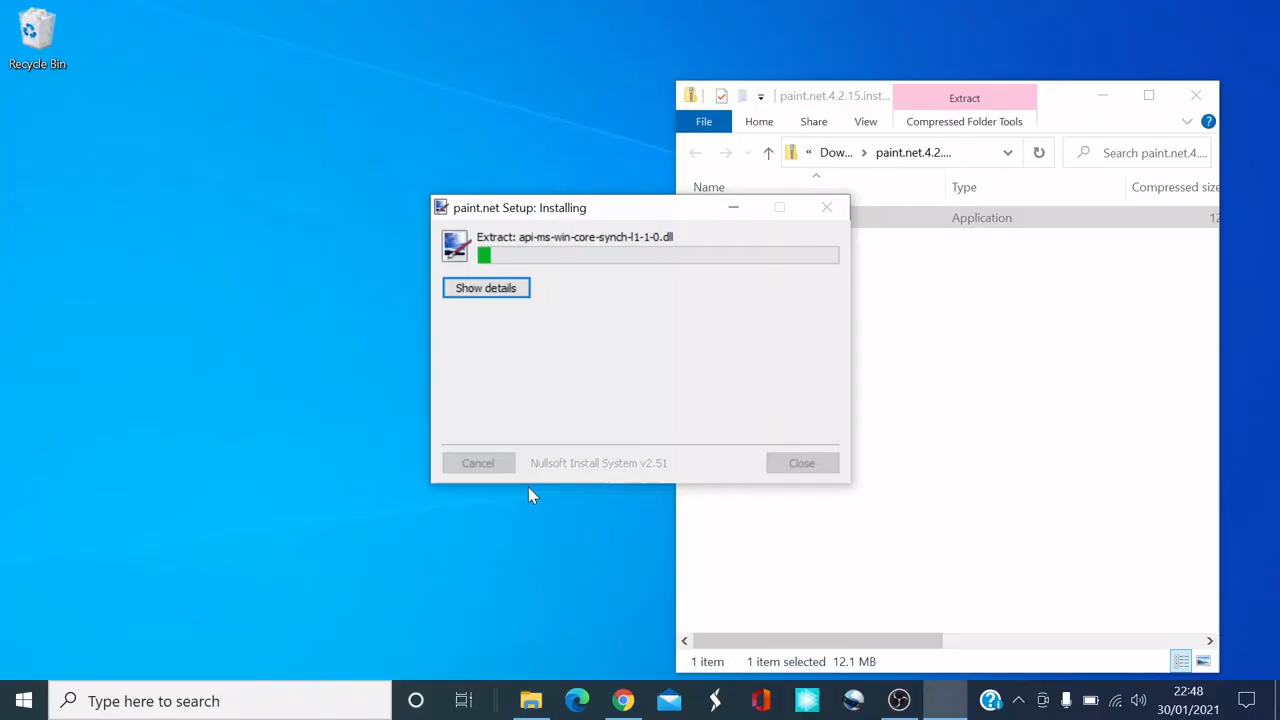 Recycle Bin
paint.net.4.2.15.inst...
Extract
File
Home
Share
View
Compressed Folder Tools
« Dow... > paint.net.4.2....
Search paint.net.4....
Name
Type
Compressed size
Application
12
paint.net Setup: Installing
Extract: api-ms-win-core-synch-l1-1-0.dll
Show details
Cancel
Nullsoft Install System v2.51
Close
1 item
1 item selected 12.1 MB
Type here to search
22:48
30/01/2021